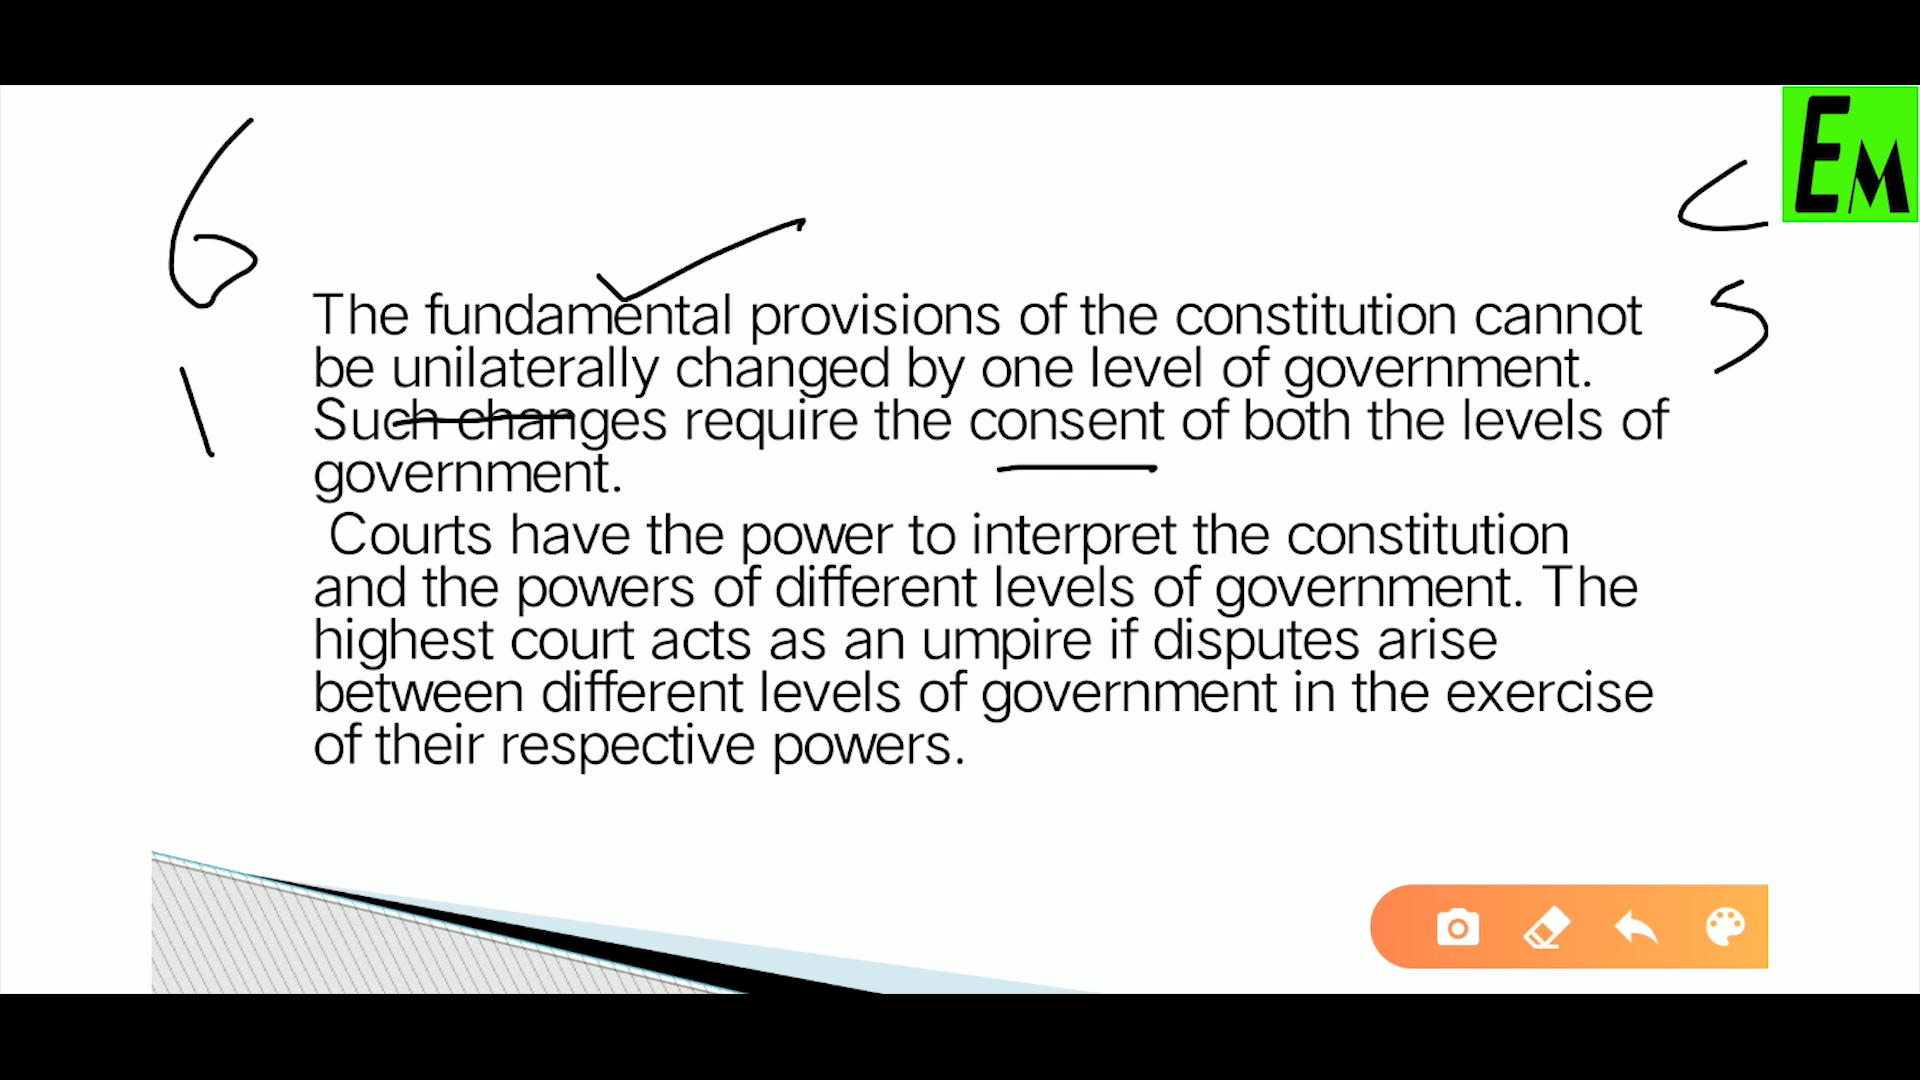 EM
6
C
The fundamental provisions of the constitution cannot
S
be unilaterally changed by one level of government.
1
Such changes require the consent of both the levels of
government.
Courts have the power to interpret the constitution
and the powers of different levels of government. The
highest court acts as an umpire if disputes arise
between different levels of government in the exercise
of their respective powers.